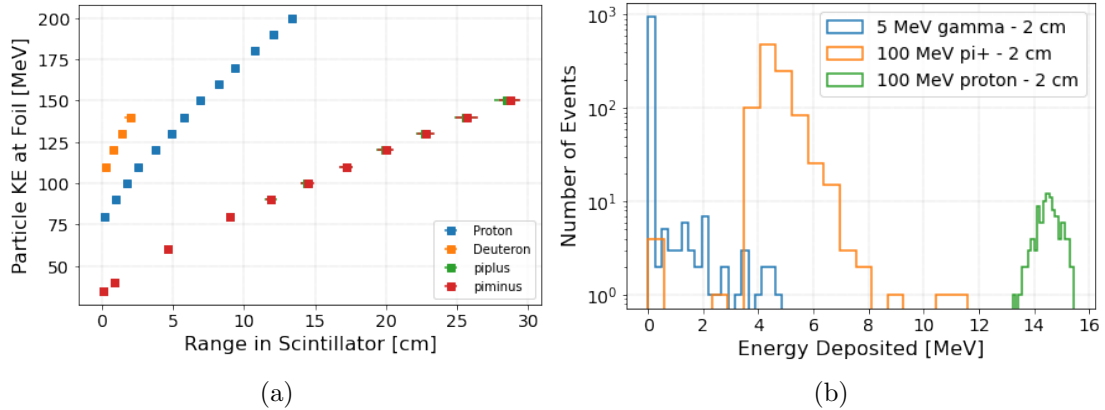 Particle KE at Foil [MeV]
200
175
150
125
100
75
50
0
5
10
15
20
25
30
Range in Scintillator [cm]
Proton
Deuteron
piplus
piminus
(a)
Number of Events
10³
10²
10¹
10⁰
0
2
4
6
8
10
12
14
16
Energy Deposited [MeV]
5 MeV gamma - 2 cm
100 MeV pi+ - 2 cm
100 MeV proton - 2 cm
(b)